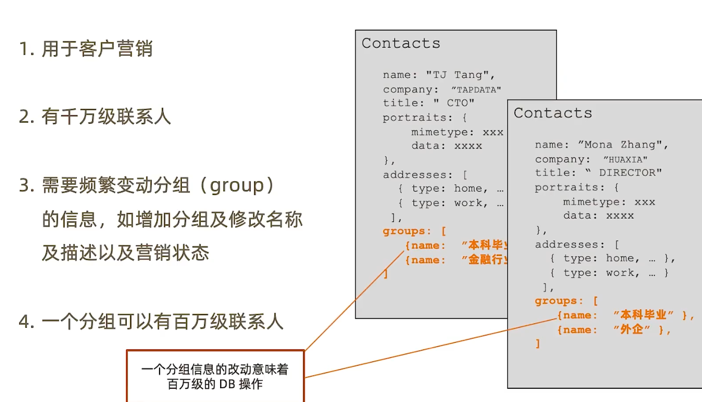 1. 用于客户营销
2. 有千万级联系人
3. 需要频繁变动分组（group）
的信息，如增加分组及修改名称
及描述以及营销状态
4. 一个分组可以有百万级联系人
一个分组信息的改动意味着
百万级的 DB 操作
Contacts
name: "TJ Tang",
company: "TAPDATA"
title: " CTO"
portraits: {
mimetype: xxx
data: xxxx
},
addresses: [
{ type: home, …
{ type: work, …
],
groups: [
{name: "本科毕业
{name: "金融行业
]
Contacts
name: "Mona Zhang",
company: "HUAXIA"
title: " DIRECTOR"
portraits: {
mimetype: xxx
data: xxxx
},
addresses: [
{ type: home, … },
{ type: work, … }
],
groups: [
{name: "本科毕业" },
{name: "外企" },
]